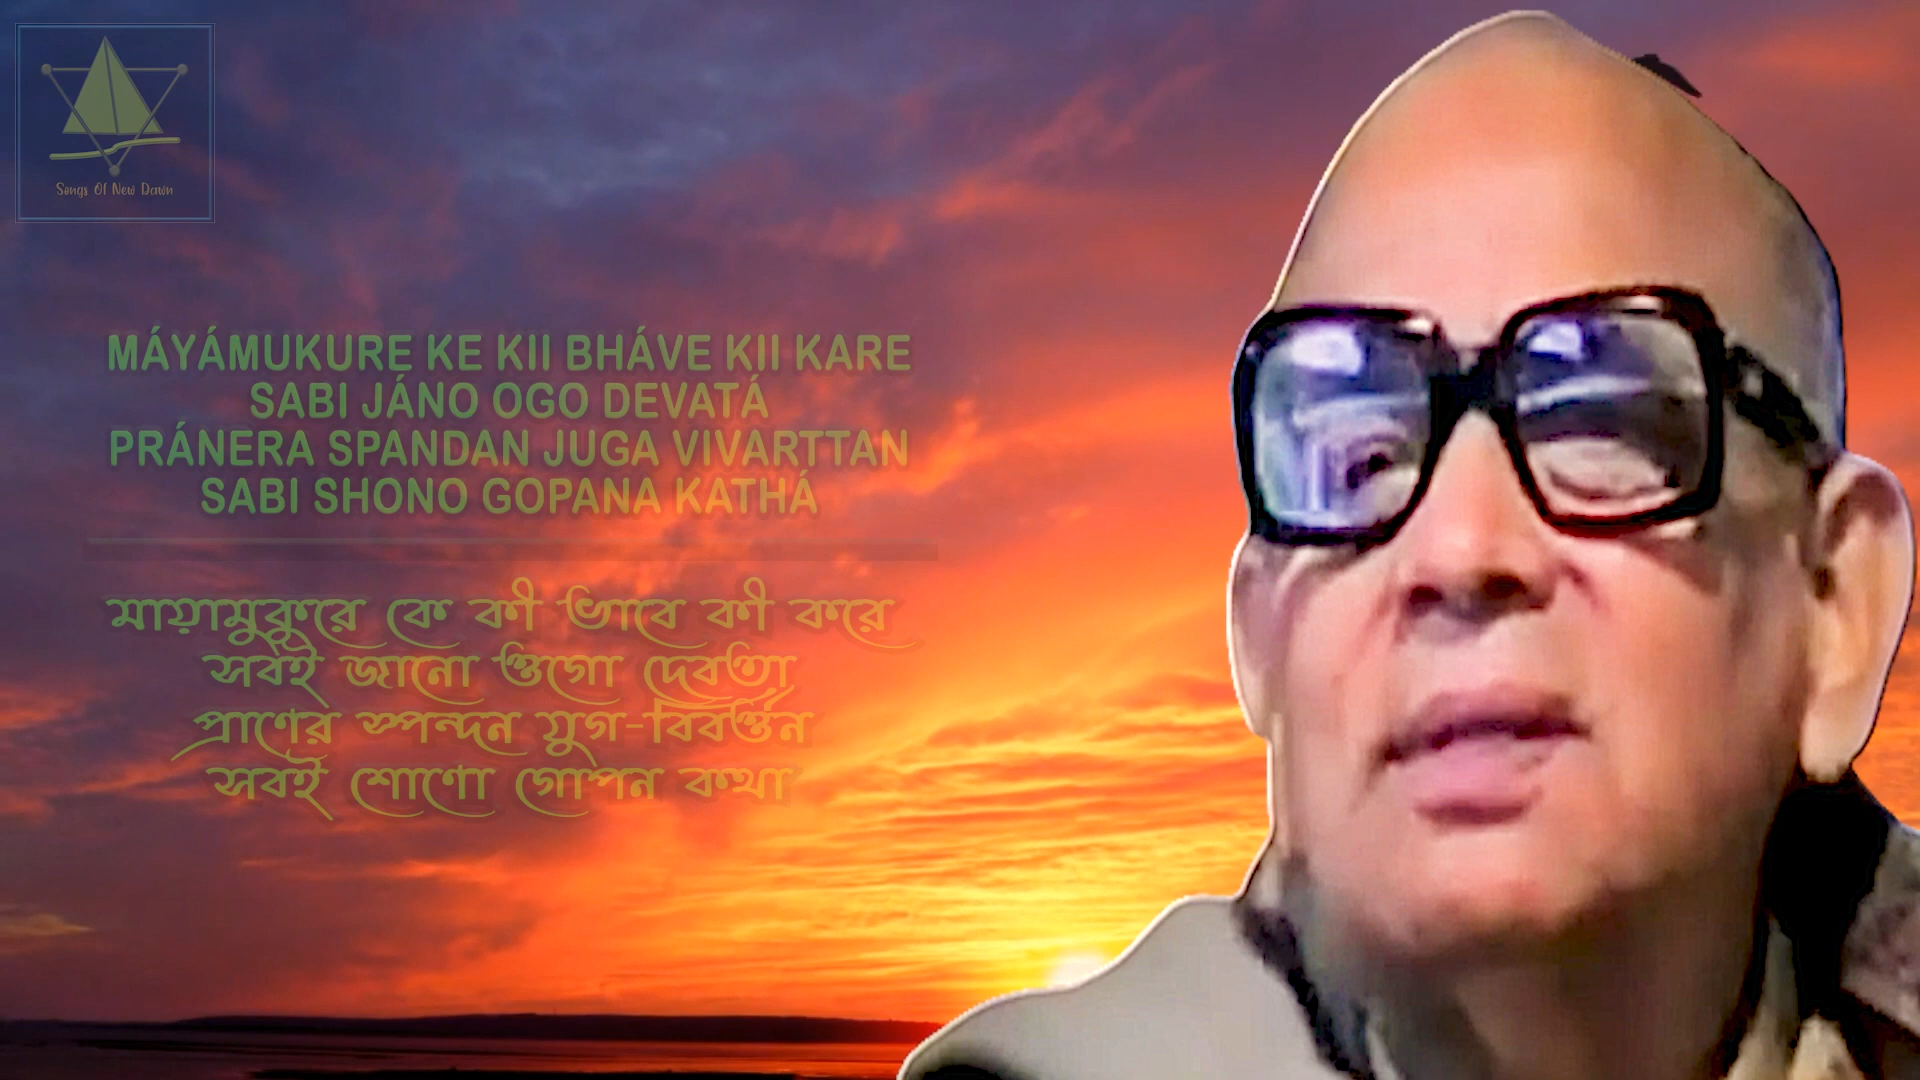 Songs Of New Dawn
MÁYÁMUKURE KE KII BHÁVE KII KARE
SABI JÁNO OGO DEVATÁ
PRÁŃERA SPANDAN JUGA VIVARTTAN
SABI SHONO GOPANA KATHÁ
মায়ামুকুরে কে কী ভাবে কী করে
সবই জানো ওগো দেবতা
প্রাণের স্পন্দন যুগ-বিবর্ত্তন
সবই শোণো গোপন কথা